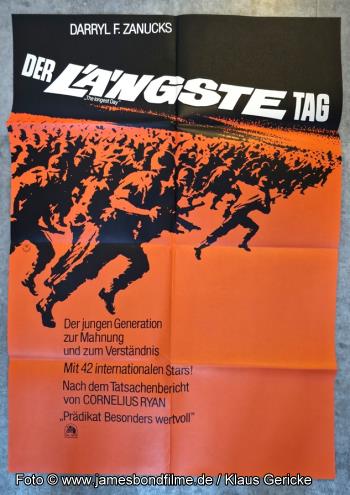 DARRYL F. ZANUCKS
DER LÄNGSTE TAG
„The longest Day“
Der jungen Generation
zur Mahnung
und zum Verständnis
Mit 42 internationalen Stars!
Nach dem Tatsachenbericht
von CORNELIUS RYAN
„Prädikat Besonders wertvoll“
Foto © www.jamesbondfilme.de / Klaus Gericke